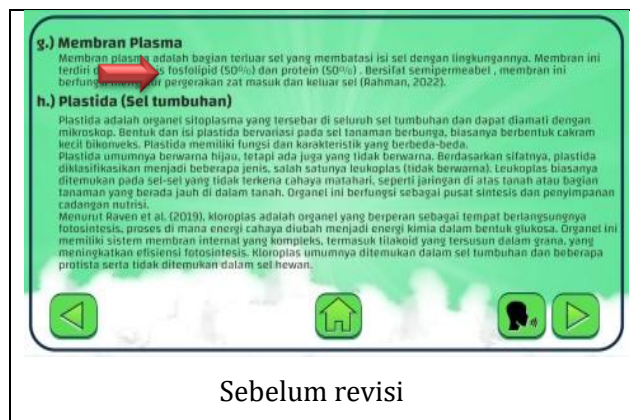 g.) Membran Plasma
Membran plasma adalah bagian terluar sel yang membatasi isi sel dengan lingkungannya. Membran ini
terdiri fosfolipid (50%) dan protein (50%) . Bersifat semipermeabel , membran ini
pergerakan zat masuk dan keluar sel (Rahman, 2022).
h.) Plastida (Sel tumbuhan)
Plastida adalah organel sitoplasma yang tersebar di seluruh sel tumbuhan dan dapat diamati dengan
mikroskop. Bentuk dan isi plastida bervariasi pada sel tanaman berbunga, biasanya berbentuk cakram
kecil bikonveks. Plastida memiliki fungsi dan karakteristik yang berbeda-beda.
Plastida umumnya berwarna hijau, tetapi ada juga yang tidak berwarna. Berdasarkan sifatnya, plastida
diklasifikasikan menjadi beberapa jenis, salah satunya leukoplas (tidak berwarna). Leukoplas biasanya
ditemukan pada sel-sel yang tidak terkena cahaya matahari, seperti jaringan di atas tanah atau bagian
tanaman yang berada jauh di dalam tanah. Organel ini berfungsi sebagai pusat sintesis dan penyimpanan
cadangan nutrisi.
Menurut Raven et al. (2019), kloroplas adalah organel yang berperan sebagai tempat berlangsungnya
fotosintesis, proses di mana energi cahaya diubah menjadi energi kimia dalam bentuk glukosa. Organel ini
memiliki sistem membran internal yang kompleks, termasuk tilakoid yang tersusun dalam grana, yang
meningkatkan efisiensi fotosintesis. Kloroplas umumnya ditemukan dalam sel tumbuhan dan beberapa
protista serta tidak ditemukan dalam sel hewan.
Sebelum revisi